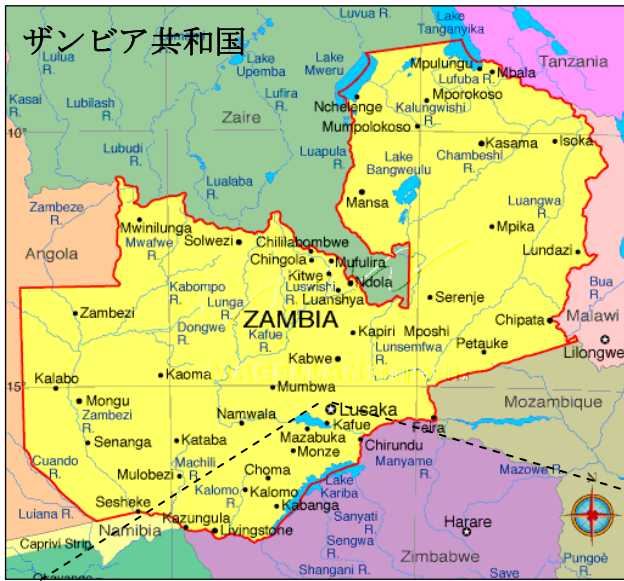 ザンビア共和国
Luvua R.
Lake Tanganyika
Tanzania
Lulua R.
Lake Upemba
Lake Mweru
Mpulungu
Mbala
Lufuba R.
Kasai R.
Lubilash R.
Lufira R.
Nchelenge
Mporokoso
Kalungwishi R.
Zaire
Mumpolokoso
10°
Lubudi R.
Luapula R.
Kasama
Isoka
Lake Bangweulu
Chambeshi R.
Lualaba R.
Mansa
Luangwa R.
Zambeze R.
Mwinilunga
Mwafwe R.
Solwezi
Chililabombwe
Mpika
Angola
Chingola
Mufulira
Lundazi
Kitwe
Ndola
Kabompo R.
Luswishi R.
Luanshya
Bua R.
Lunga R.
Serenje
Malawi
Zambezi
Dongwe R.
ZAMBIA
Kafue R.
Kapiri Mposhi
Chipata
Lunsemfwa R.
Petauke
Lilongwe
Kabwe
Kaoma
MAGELLAN
15°
Kalabo
Mumbwa
Mongu
Mozambique
Lusaka
Zambezi R.
Namwala
Kafue
Feira
Senanga
Kataba
Mazabuka
Chirundu
Monze
Cuando R.
Machili R.
Choma
Manyame R.
Mazowe R.
Mulobezi
Kalomo R.
Kalomo
Lake Kariba
N
Kabanga
Sesheke
Luiana R.
Namibia
Kazungula
Livingstone
Sanyati R.
Harare
Sengwa R.
Caprivi Strip
Zimbabwe
Pungoè R.
Okavango
Shangani R.
Save